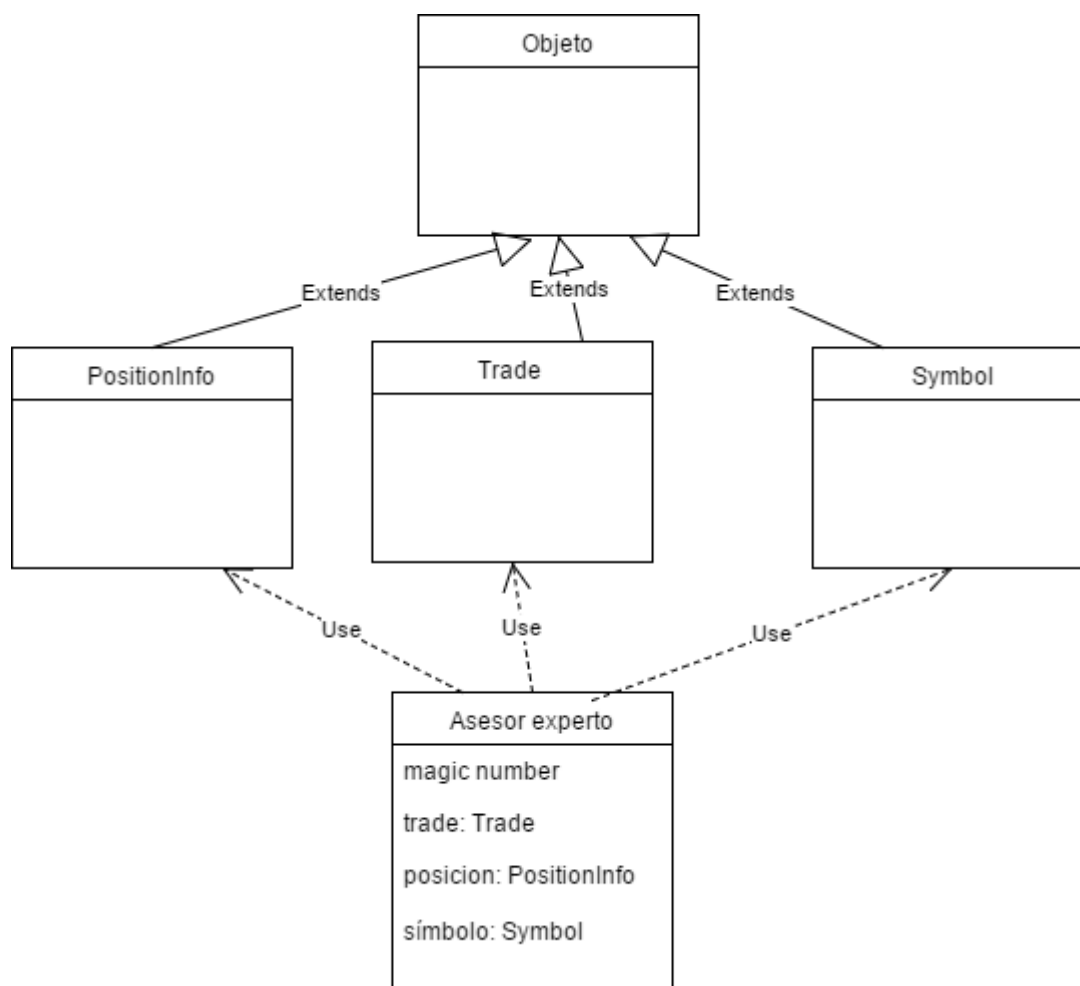 Objeto
Extends
Extends
Extends
PositionInfo
Trade
Symbol
Use
Use
Use
Asesor experto
magic number
trade: Trade
posicion: PositionInfo
símbolo: Symbol